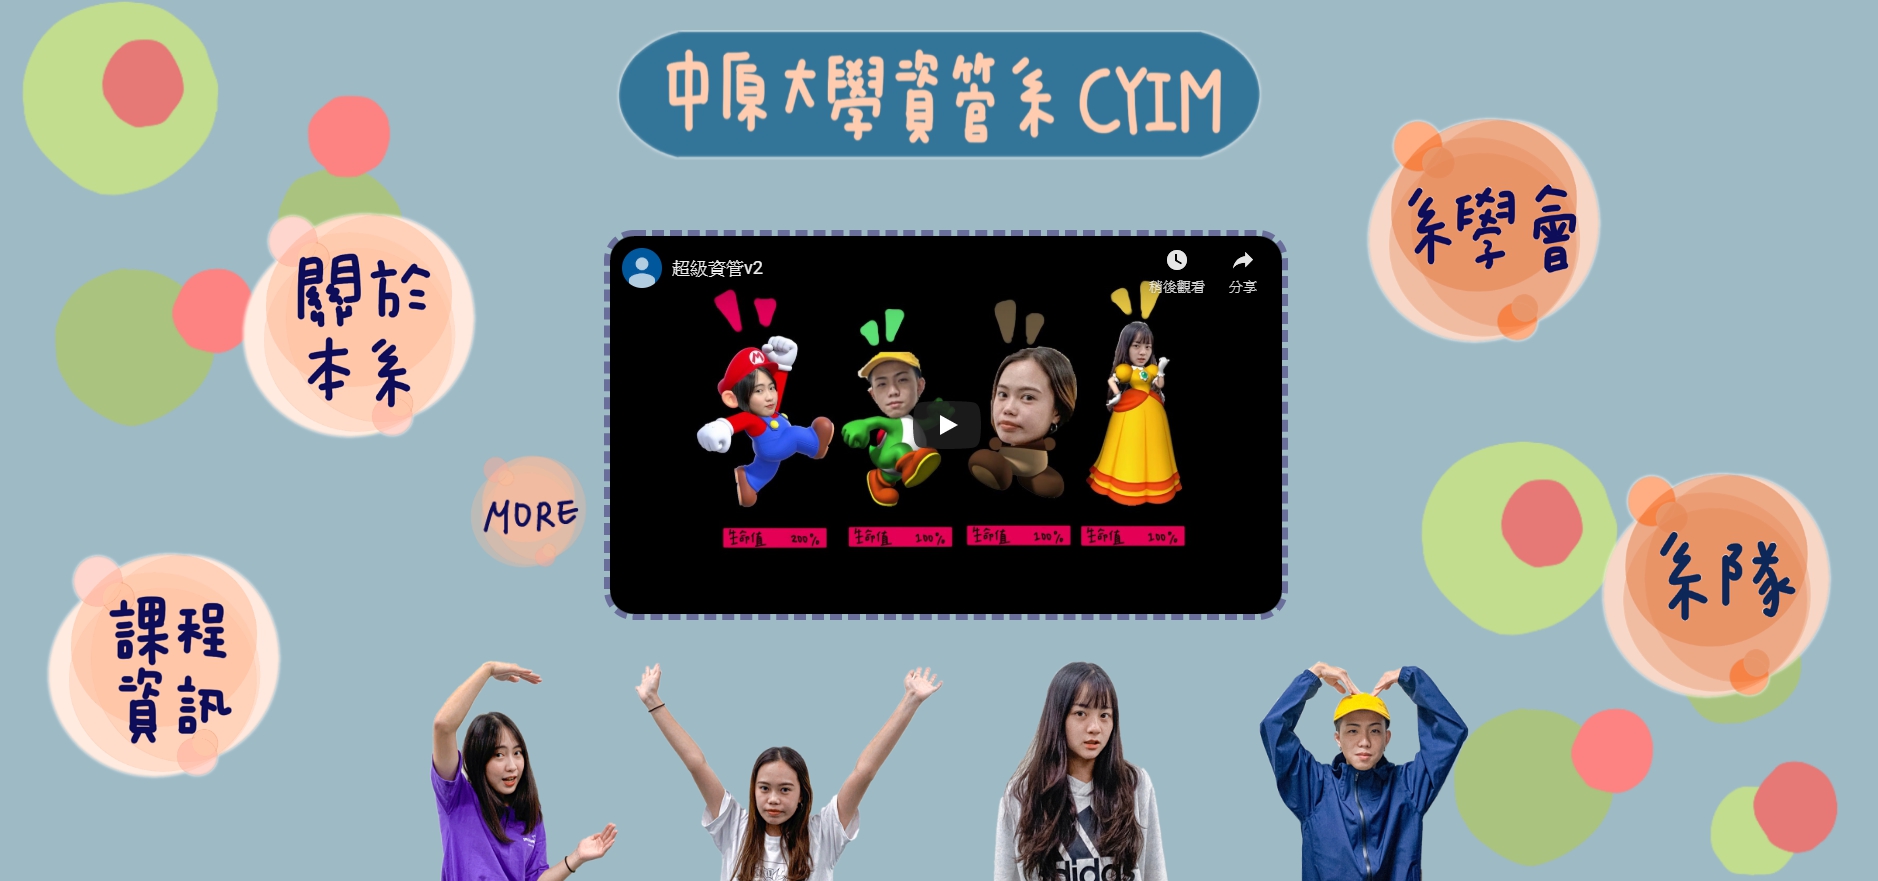 中原大學資管系 CYIM
系學會
關於
本系
超級資管v2
稍後觀看
分享
M
MORE
系隊
生命值 200%
生命值 100%
生命值 100%
生命值 100%
課程
資訊
adidas